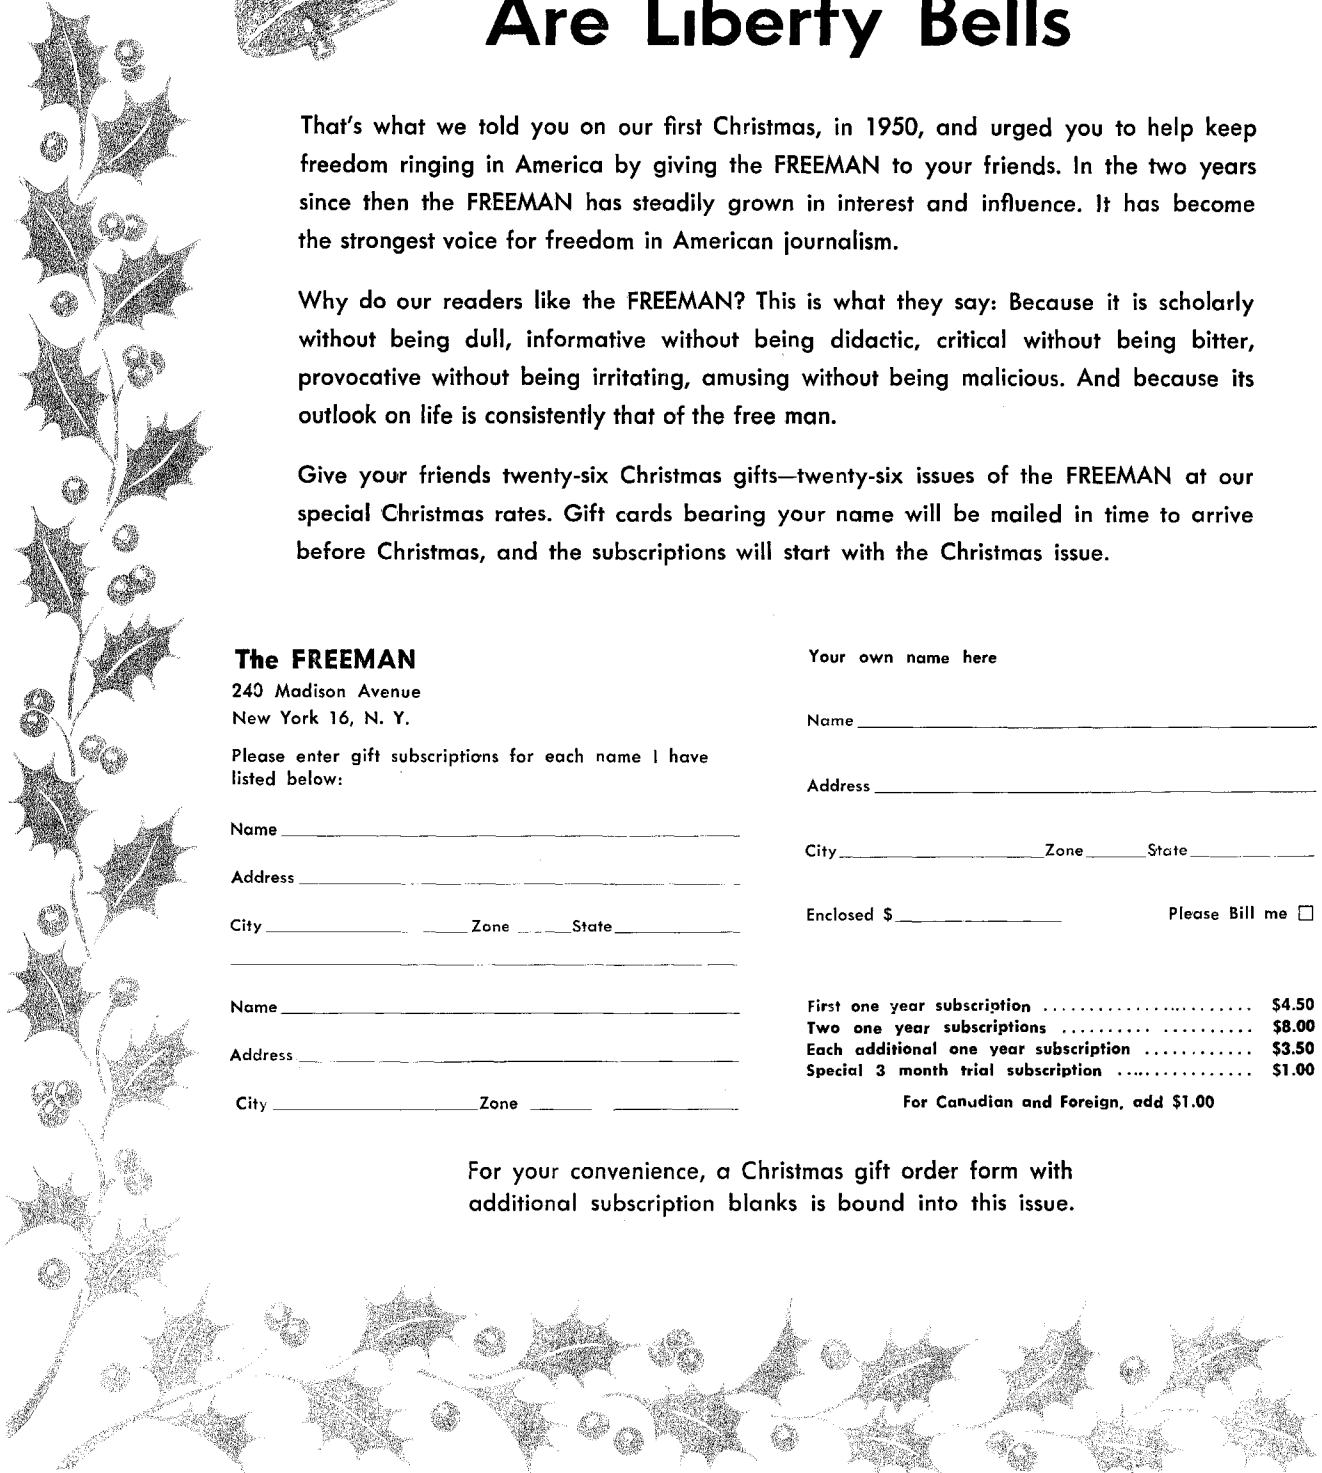 Are Liberty Bells
That's what we told you on our first Christmas, in 1950, and urged you to help keep
freedom ringing in America by giving the FREEMAN to your friends. In the two years
since then the FREEMAN has steadily grown in interest and influence. It has become
the strongest voice for freedom in American journalism.
Why do our readers like the FREEMAN? This is what they say: Because it is scholarly
without being dull, informative without being didactic, critical without being bitter,
provocative without being irritating, amusing without being malicious. And because its
outlook on life is consistently that of the free man.
Give your friends twenty-six Christmas gifts—twenty-six issues of the FREEMAN at our
special Christmas rates. Gift cards bearing your name will be mailed in time to arrive
before Christmas, and the subscriptions will start with the Christmas issue.
The FREEMAN
240 Madison Avenue
New York 16, N. Y.
Please enter gift subscriptions for each name I have
listed below:
Name
Address
City Zone State
Name
Address
City Zone
Your own name here
Name
Address
City Zone State
Enclosed $ Please Bill me ☐
First one year subscription ......................... $4.50
Two one year subscriptions .................... $8.00
Each additional one year subscription ............ $3.50
Special 3 month trial subscription ................ $1.00
For Canadian and Foreign, add $1.00
For your convenience, a Christmas gift order form with
additional subscription blanks is bound into this issue.